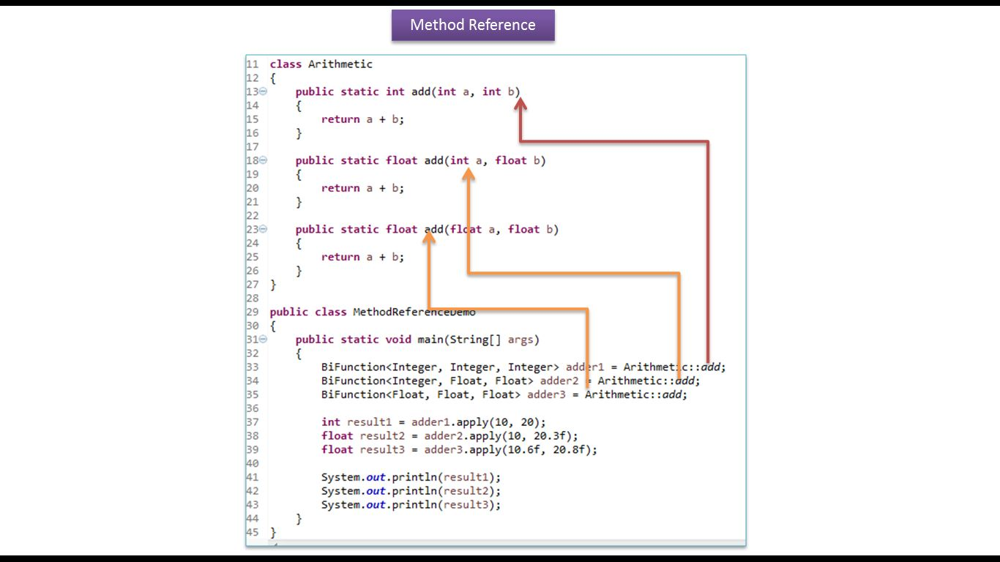 Method Reference
11 class Arithmetic
12 {
13 public static int add(int a, int b)
14 {
15 return a + b;
16 }
17
18 public static float add(int a, float b)
19 {
20 return a + b;
21 }
22
23 public static float add(float a, float b)
24 {
25 return a + b;
26 }
27 }
28
29 public class MethodReferenceDemo
30 {
31 public static void main(String[] args)
32 {
33 BiFunction<Integer, Integer, Integer> adder1 = Arithmetic::add;
34 BiFunction<Integer, Float, Float> adder2 = Arithmetic::add;
35 BiFunction<Float, Float, Float> adder3 = Arithmetic::add;
36
37 int result1 = adder1.apply(10, 20);
38 float result2 = adder2.apply(10, 20.3f);
39 float result3 = adder3.apply(10.6f, 20.8f);
40
41 System.out.println(result1);
42 System.out.println(result2);
43 System.out.println(result3);
44 }
45 }